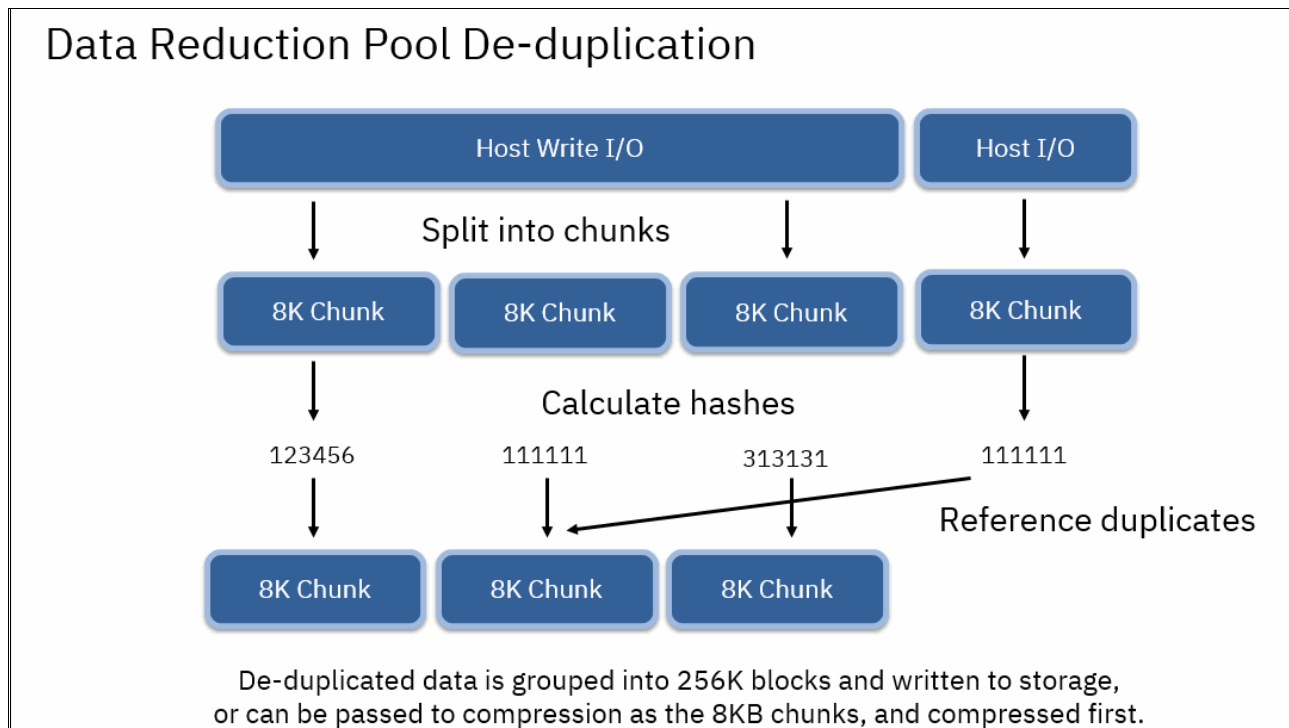 Data Reduction Pool De-duplication
Host Write I/O
Host I/O
Split into chunks
8K Chunk
8K Chunk
8K Chunk
8K Chunk
Calculate hashes
123456
111111
313131
111111
Reference duplicates
8K Chunk
8K Chunk
8K Chunk
De-duplicated data is grouped into 256K blocks and written to storage,
or can be passed to compression as the 8KB chunks, and compressed first.